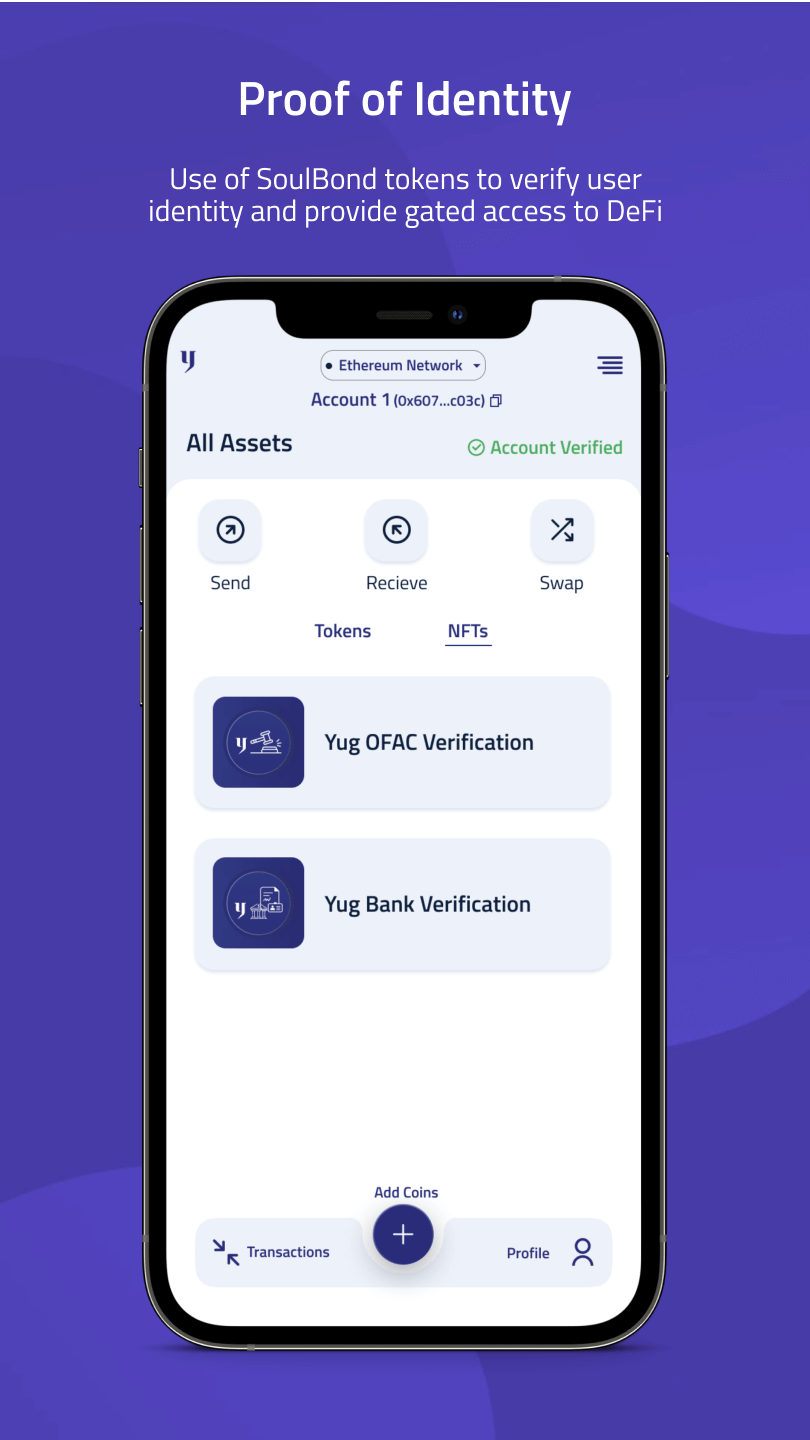 Proof of Identity
Use of SoulBond tokens to verify user
identity and provide gated access to DeFi
y
Ethereum Network
Account 1 (0x607...c03c)
All Assets
Account Verified
Send
Recieve
Swap
Tokens
NFTs
y
Yug OFAC Verification
y
Yug Bank Verification
Add Coins
Transactions
Profile